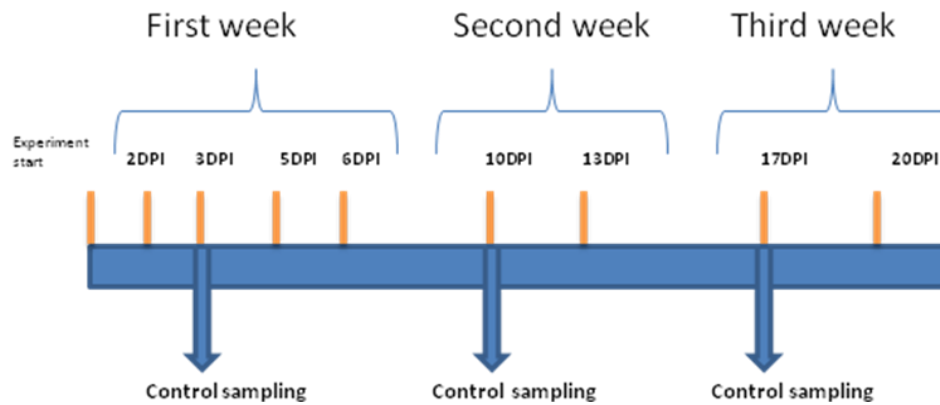 First week
Second week
Third week
Experiment
start
2DPI
3DPI
5DPI
6DPI
10DPI
13DPI
17DPI
20DPI
Control sampling
Control sampling
Control sampling